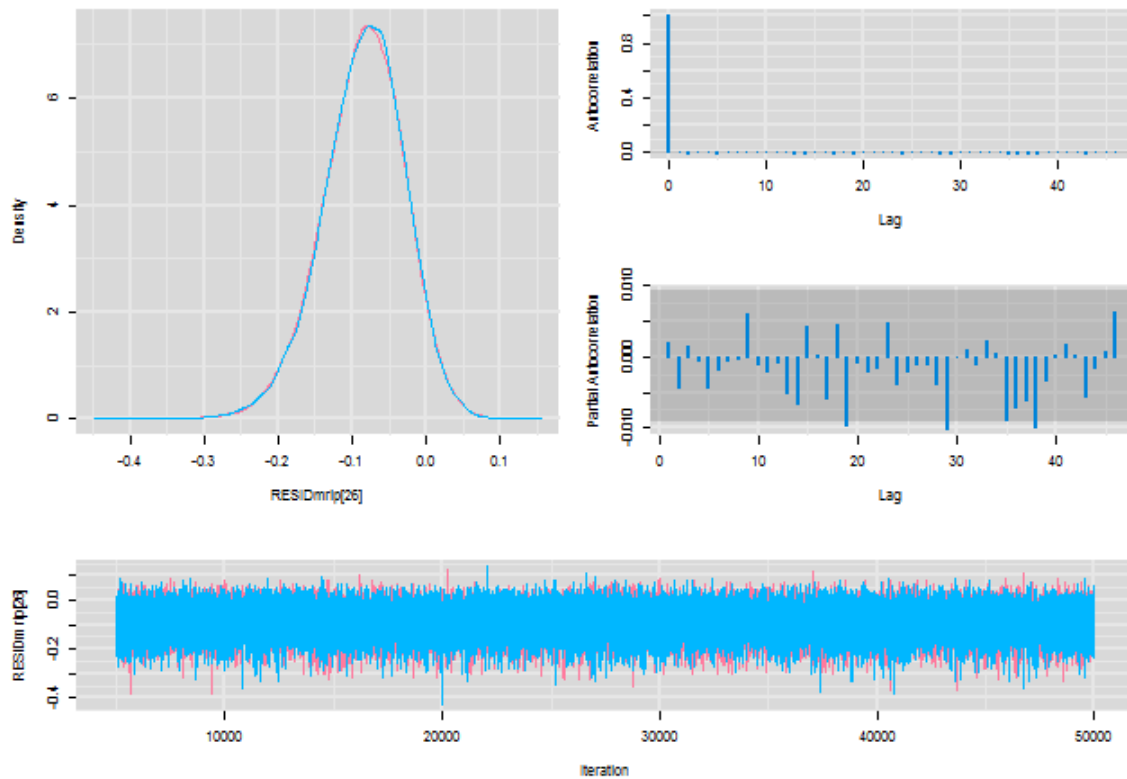 Density
0
2
4
6
-0.4 -0.3 -0.2 -0.1 0.0 0.1
RESIDmrip[26]
Autocorrelation
0.0 0.4 0.8
0 10 20 30 40
Lag
Partial Autocorrelation
-0.010 0.000 0.010
0 10 20 30 40
Lag
RESIDmrip[26]
-0.4 -0.2 0.0
10000 20000 30000 40000 50000
Iteration